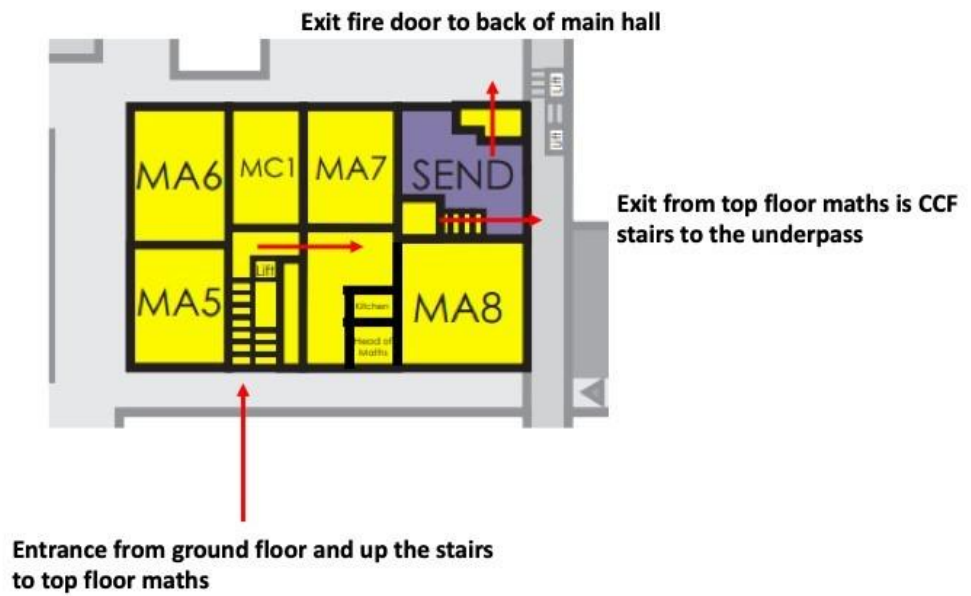 Exit fire door to back of main hall
Lift
Lift
MA6
MC1
MA7
SEND
Exit from top floor maths is CCF
stairs to the underpass
Lift
MA5
Kitchen
MA8
Head of
Maths
Entrance from ground floor and up the stairs
to top floor maths